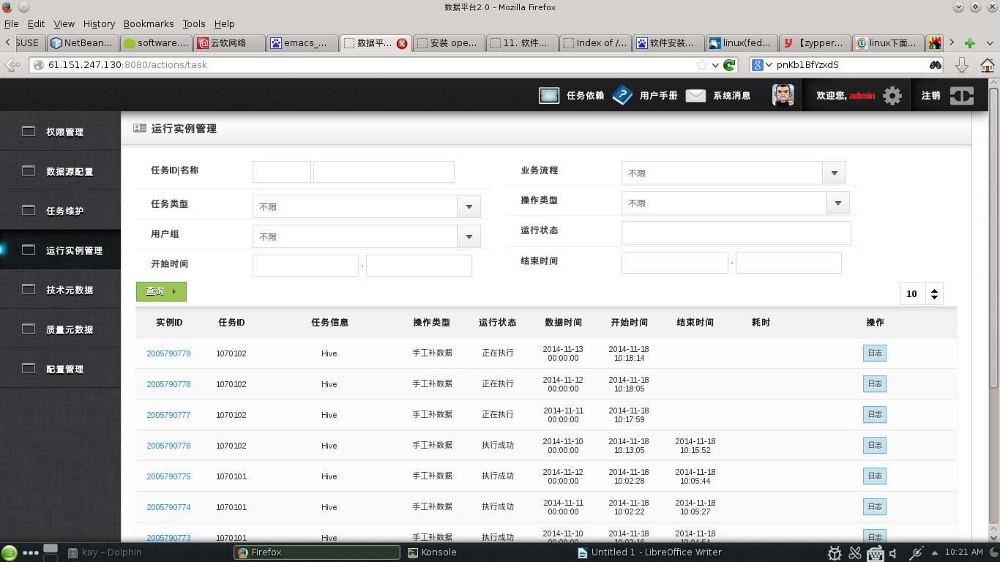 数据平台2.0 - Mozilla Firefox
File Edit View History Bookmarks Tools Help
SUSE NetBean... software.... 云软网络 emacs_... 数据平... 安装 ope... 11. 软件... Index of /... 软件安装... linux(fed... 【zypper... linux下面...
61.151.247.130:8080/actions/task pnKb1BfYzxdS
任务依赖 用户手册 系统消息 欢迎您, admin 注销
权限管理
数据源配置
任务维护
运行实例管理
技术元数据
质量元数据
配置管理
运行实例管理
任务ID|名称 业务流程 不限
任务类型 不限 操作类型 不限
用户组 不限 运行状态
开始时间 - 结束时间 -
查询 10
实例ID 任务ID 任务信息 操作类型 运行状态 数据时间 开始时间 结束时间 耗时 操作
2005790779 1070102 Hive 手工补数据 正在执行 2014-11-13 00:00:00 2014-11-18 10:18:14 日志
2005790778 1070102 Hive 手工补数据 正在执行 2014-11-12 00:00:00 2014-11-18 10:18:05 日志
2005790777 1070102 Hive 手工补数据 正在执行 2014-11-11 00:00:00 2014-11-18 10:17:59 日志
2005790776 1070102 Hive 手工补数据 执行成功 2014-11-10 00:00:00 2014-11-18 10:13:05 2014-11-18 10:15:52 日志
2005790775 1070101 Hive 手工补数据 执行成功 2014-11-12 00:00:00 2014-11-18 10:02:28 2014-11-18 10:05:44 日志
2005790774 1070101 Hive 手工补数据 执行成功 2014-11-11 00:00:00 2014-11-18 10:02:22 2014-11-18 10:05:27 日志
2005790773 1070101 Hive 手工补数据 执行成功 2014-11-10 2014-11-18 2014-11-18 日志
kay – Dolphin Firefox Konsole Untitled 1 - LibreOffice Writer 10:21 AM